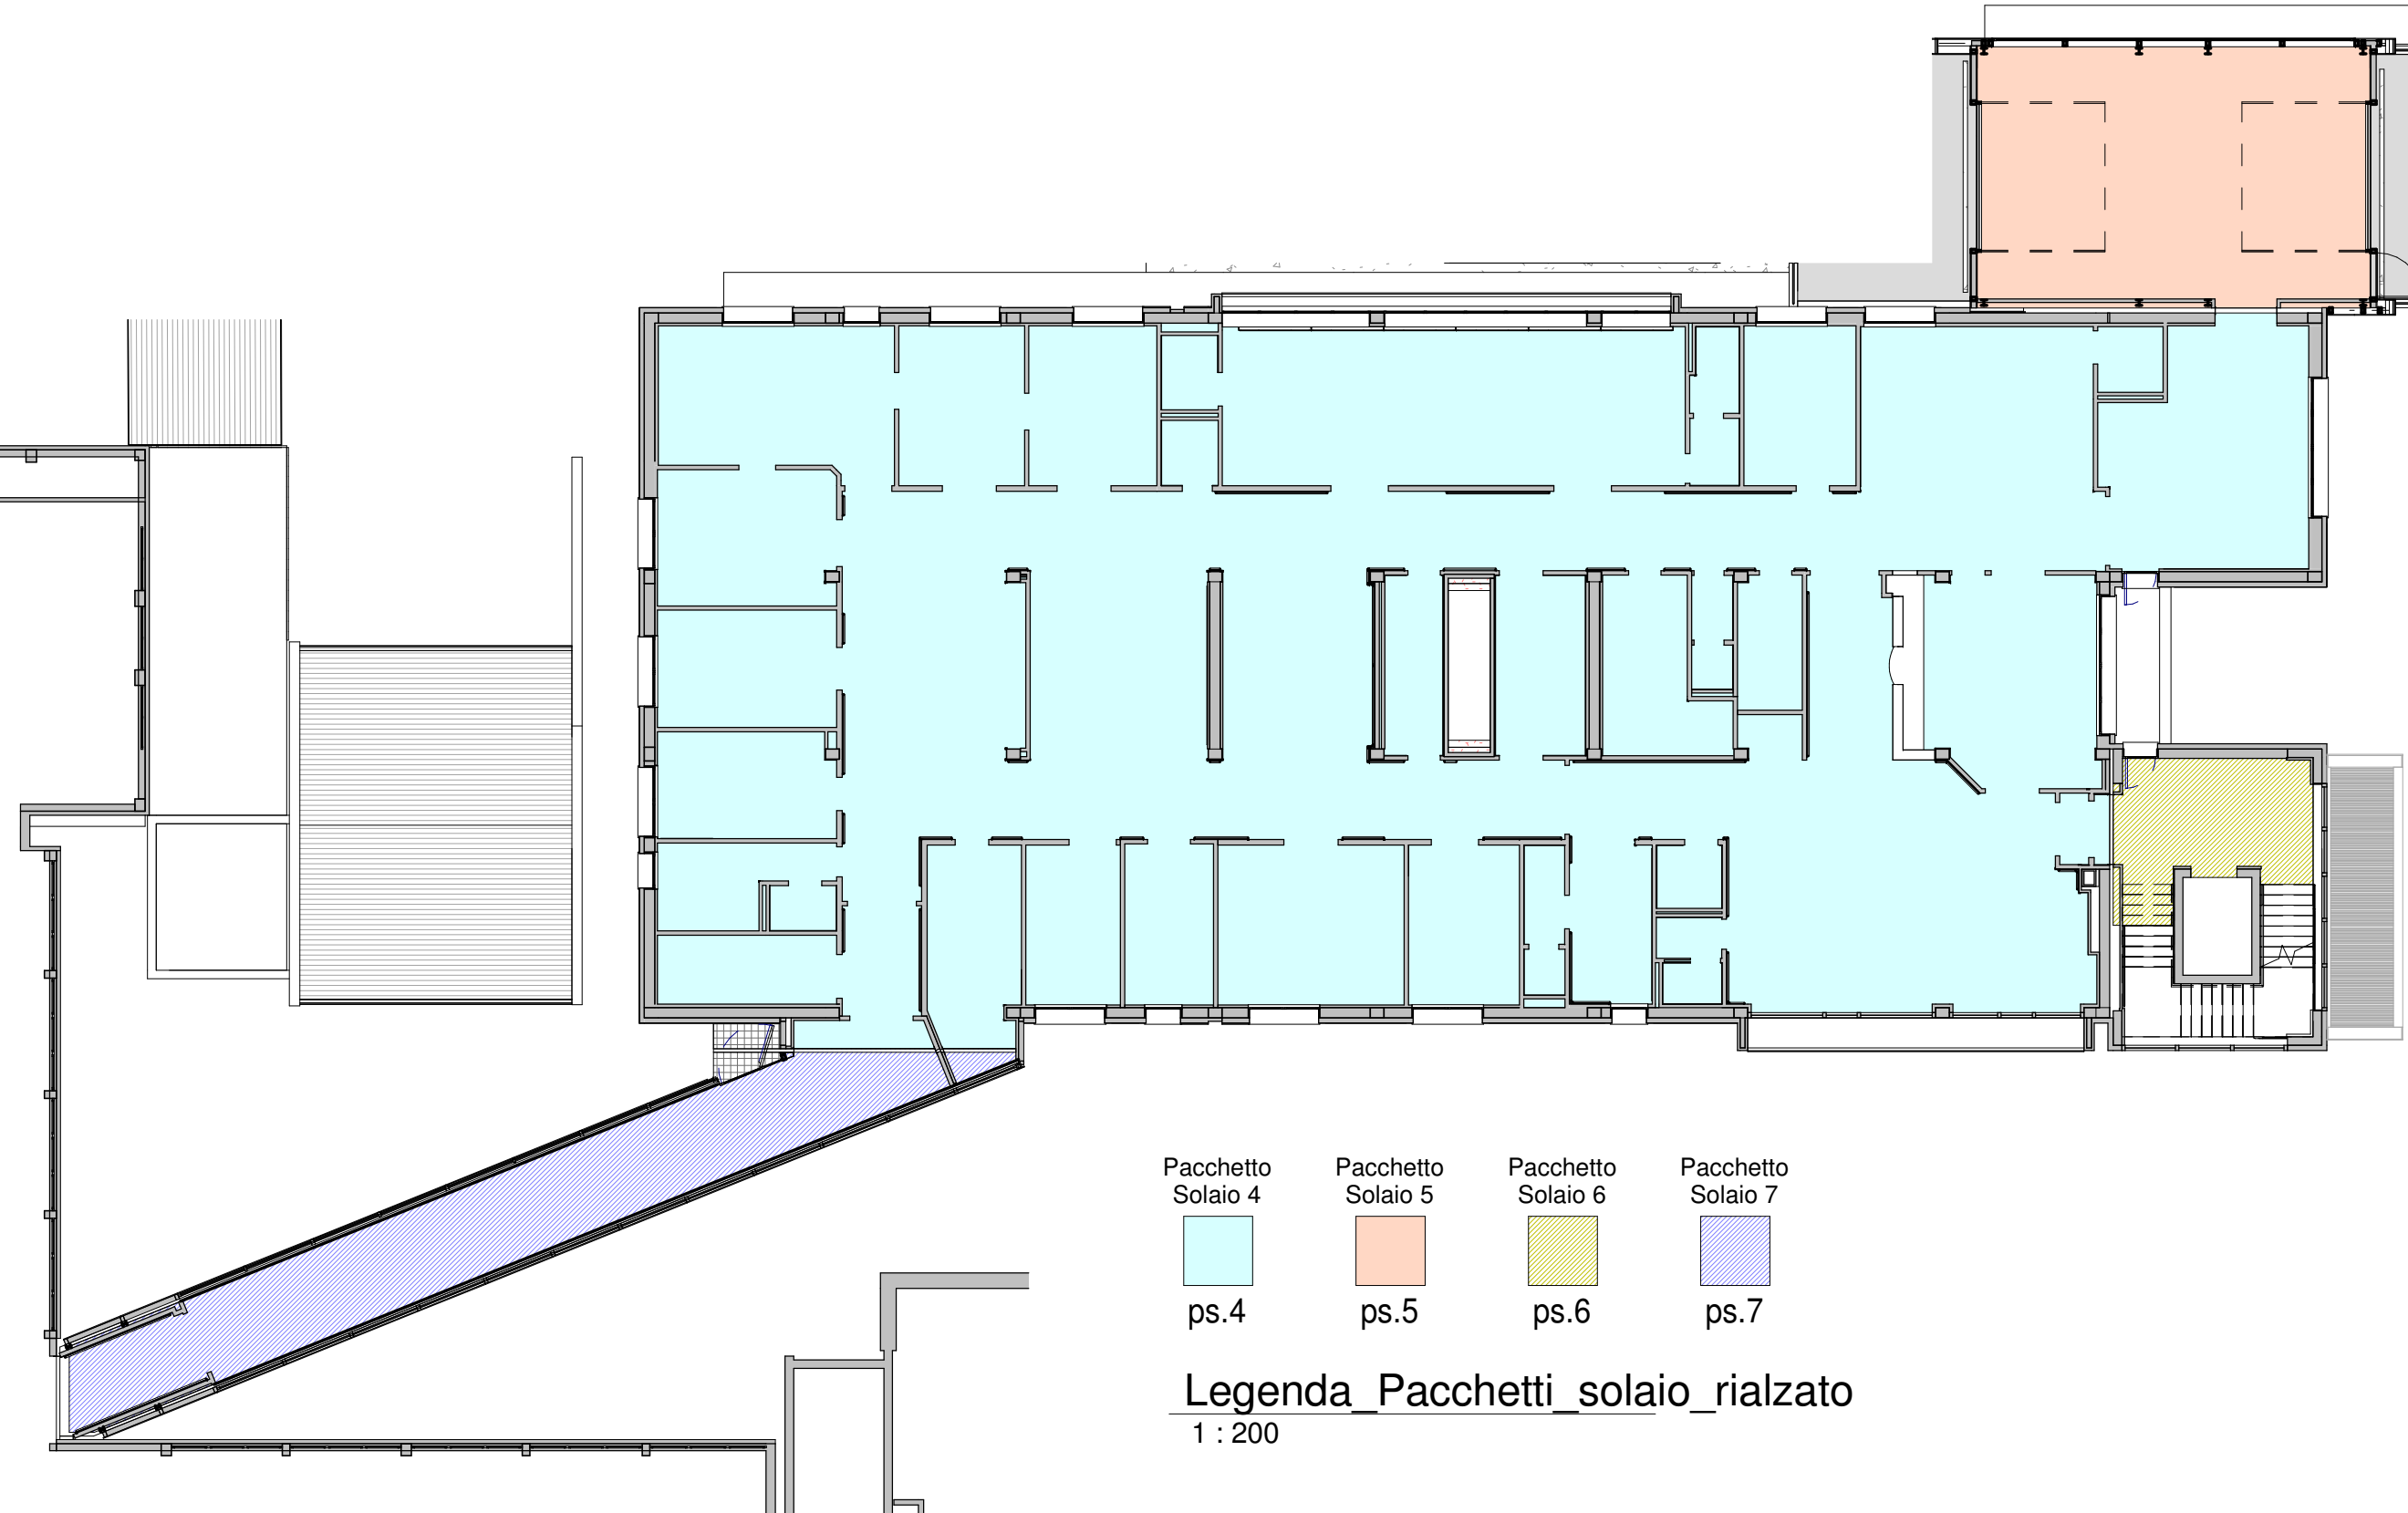 Pacchetto
Solaio 4
ps.4
Pacchetto
Solaio 5
ps.5
Pacchetto
Solaio 6
ps.6
Pacchetto
Solaio 7
ps.7
Legenda_Pacchetti_solaio_rialzato
1 : 200